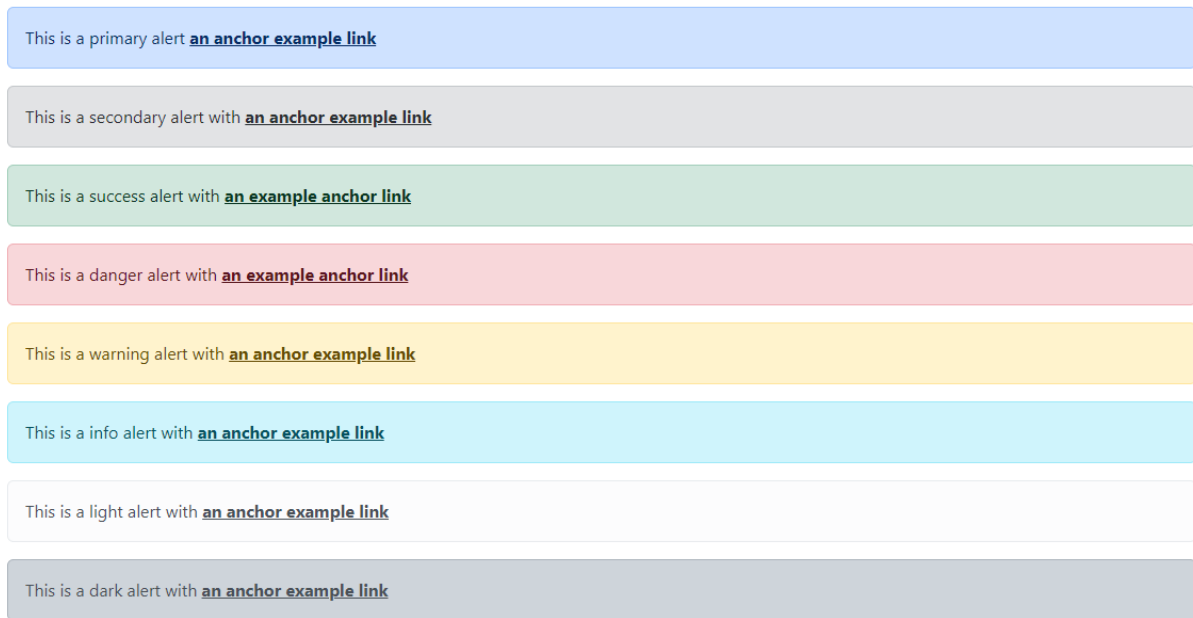 This is a primary alert an anchor example link
This is a secondary alert with an anchor example link
This is a success alert with an example anchor link
This is a danger alert with an example anchor link
This is a warning alert with an anchor example link
This is a info alert with an anchor example link
This is a light alert with an anchor example link
This is a dark alert with an anchor example link